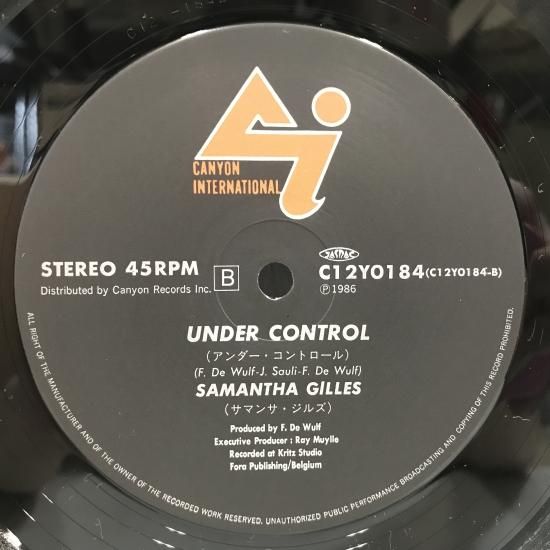 CANYON
INTERNATIONAL
STEREO 45RPM
Distributed by Canyon Records Inc.
B
JASRAC
C12Y0184(C12Y0184-B)
Ⓟ1986
UNDER CONTROL
(アンダー・コントロール)
(F. De Wulf-J. Sauli-F. De Wulf)
SAMANTHA GILLES
(サマンサ・ジルズ)
Produced by F. De Wulf
Executive Producer : Ray Muylle
Recorded at Kritz Studio
Fora Publishing/Belgium
ALL RIGHT OF THE MANUFACTURER AND OF THE OWNER OF THE RECORDED WORK RESERVED. UNAUTHORIZED PUBLIC PERFORMANCE BROADCASTING AND COPYING OF THIS RECORD PROHIBITED.